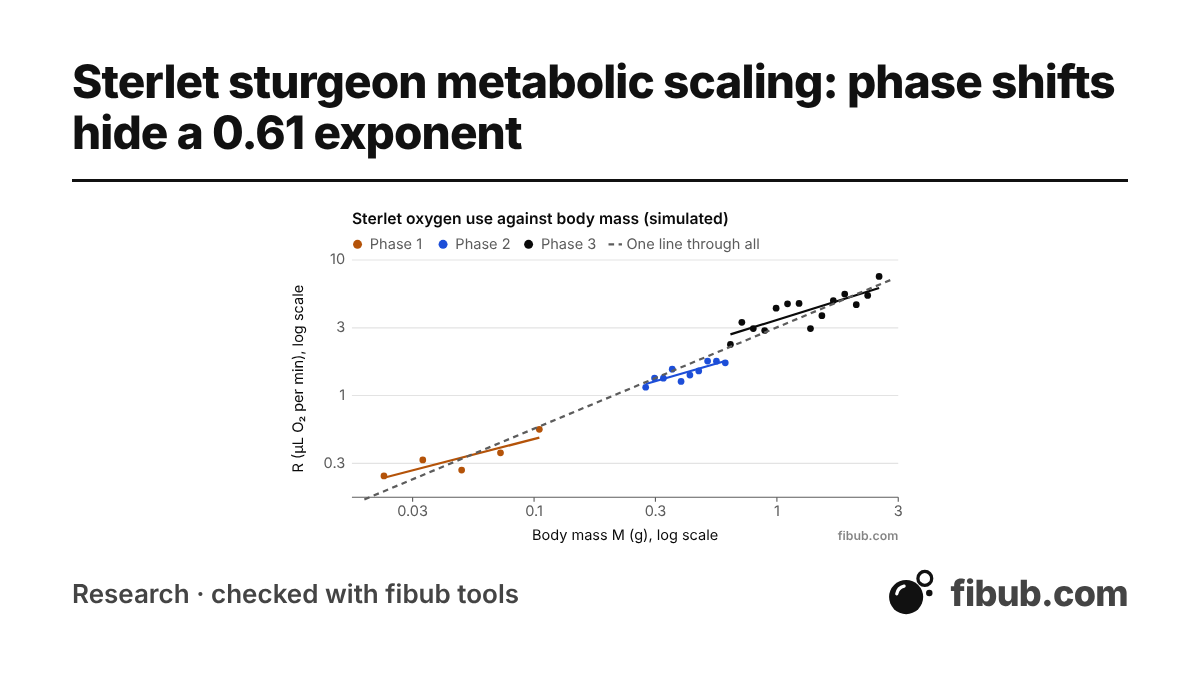 Sterlet sturgeon metabolic scaling: phase shifts
hide a 0.61 exponent
Sterlet oxygen use against body mass (simulated)
Phase 1 Phase 2 Phase 3 One line through all
10
3
1
0.3
R (µL O₂ per min), log scale
0.03 0.1 0.3 1 3
Body mass M (g), log scale
fibub.com
Research · checked with fibub tools
fibub.com